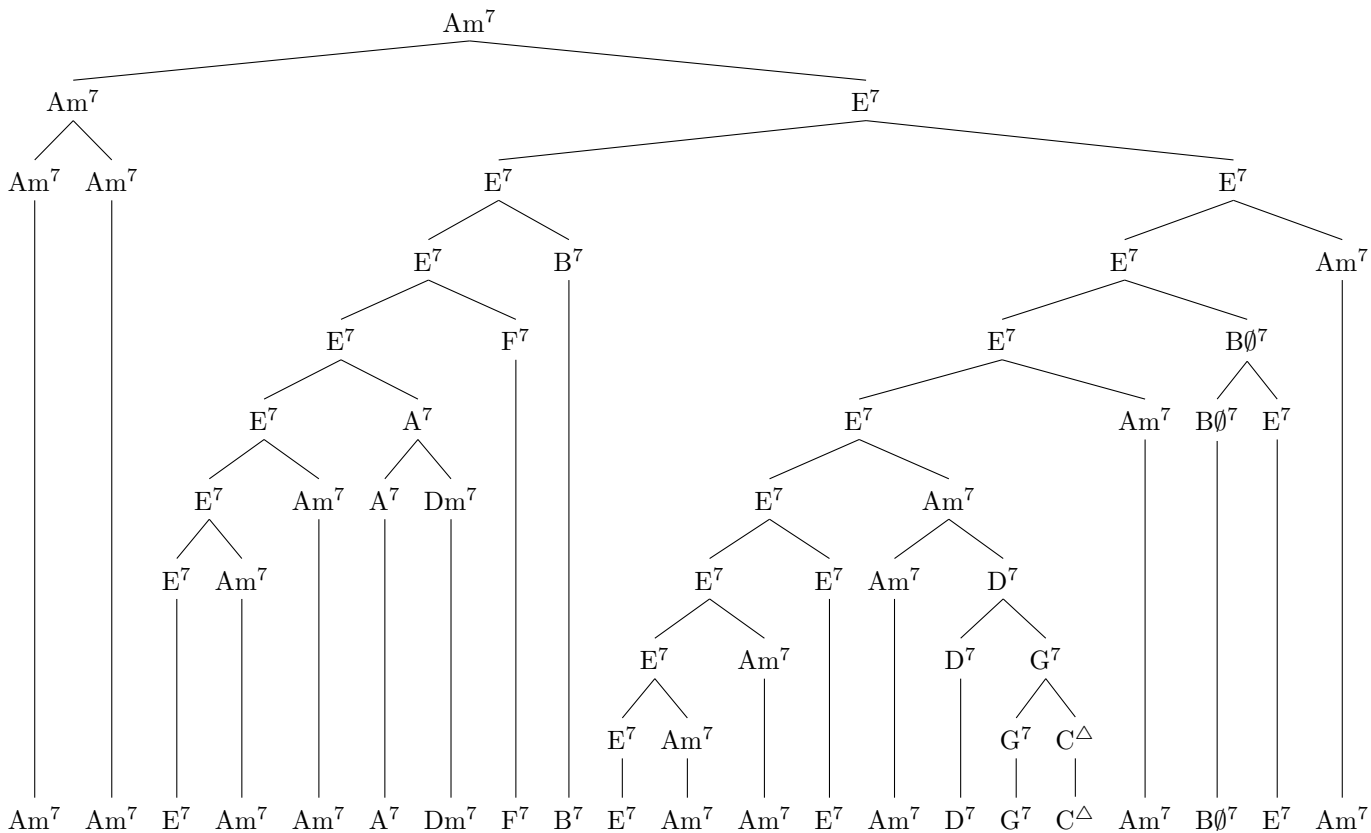 Am⁷
Am⁷ E⁷
Am⁷ Am⁷ E⁷ E⁷
E⁷ B⁷ E⁷ Am⁷
E⁷ F⁷ E⁷ B∅⁷
E⁷ A⁷ E⁷ Am⁷ B∅⁷ E⁷
E⁷ Am⁷ A⁷ Dm⁷ E⁷ Am⁷
E⁷ Am⁷ E⁷ E⁷ Am⁷ D⁷
E⁷ Am⁷ D⁷ G⁷
E⁷ Am⁷ G⁷ C△
Am⁷ Am⁷ E⁷ Am⁷ Am⁷ A⁷ Dm⁷ F⁷ B⁷ E⁷ Am⁷ Am⁷ E⁷ Am⁷ D⁷ G⁷ C△ Am⁷ B∅⁷ E⁷ Am⁷